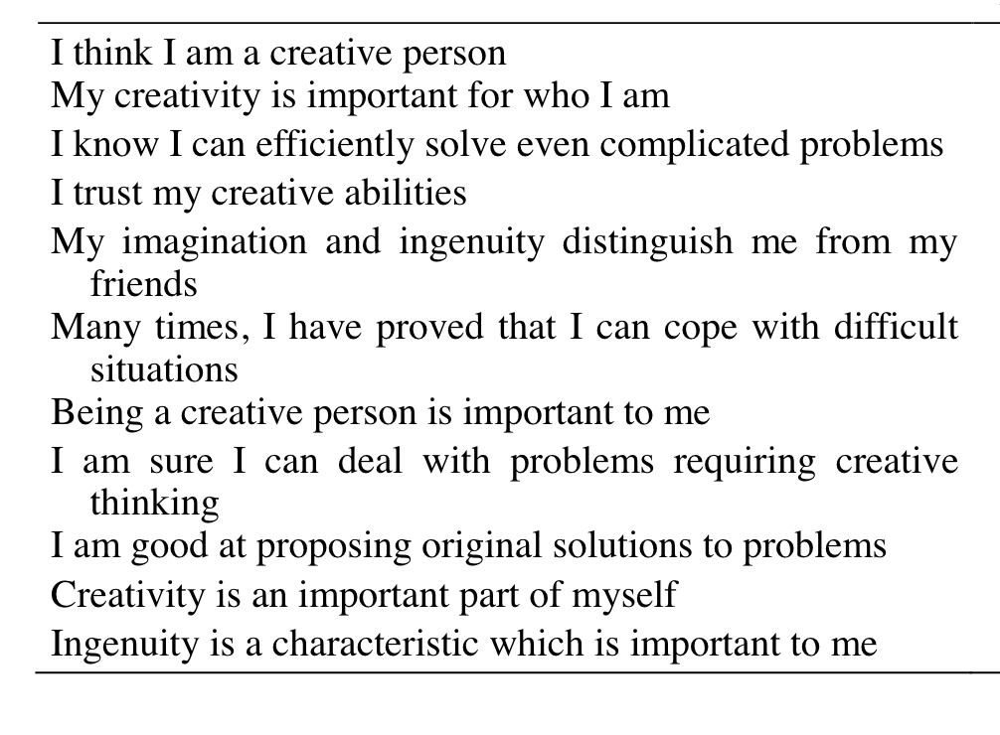 I think I am a creative person
My creativity is important for who I am
I know I can efficiently solve even complicated problems
I trust my creative abilities
My imagination and ingenuity distinguish me from my
friends
Many times, I have proved that I can cope with difficult
situations
Being a creative person is important to me
I am sure I can deal with problems requiring creative
thinking
I am good at proposing original solutions to problems
Creativity is an important part of myself
Ingenuity is a characteristic which is important to me